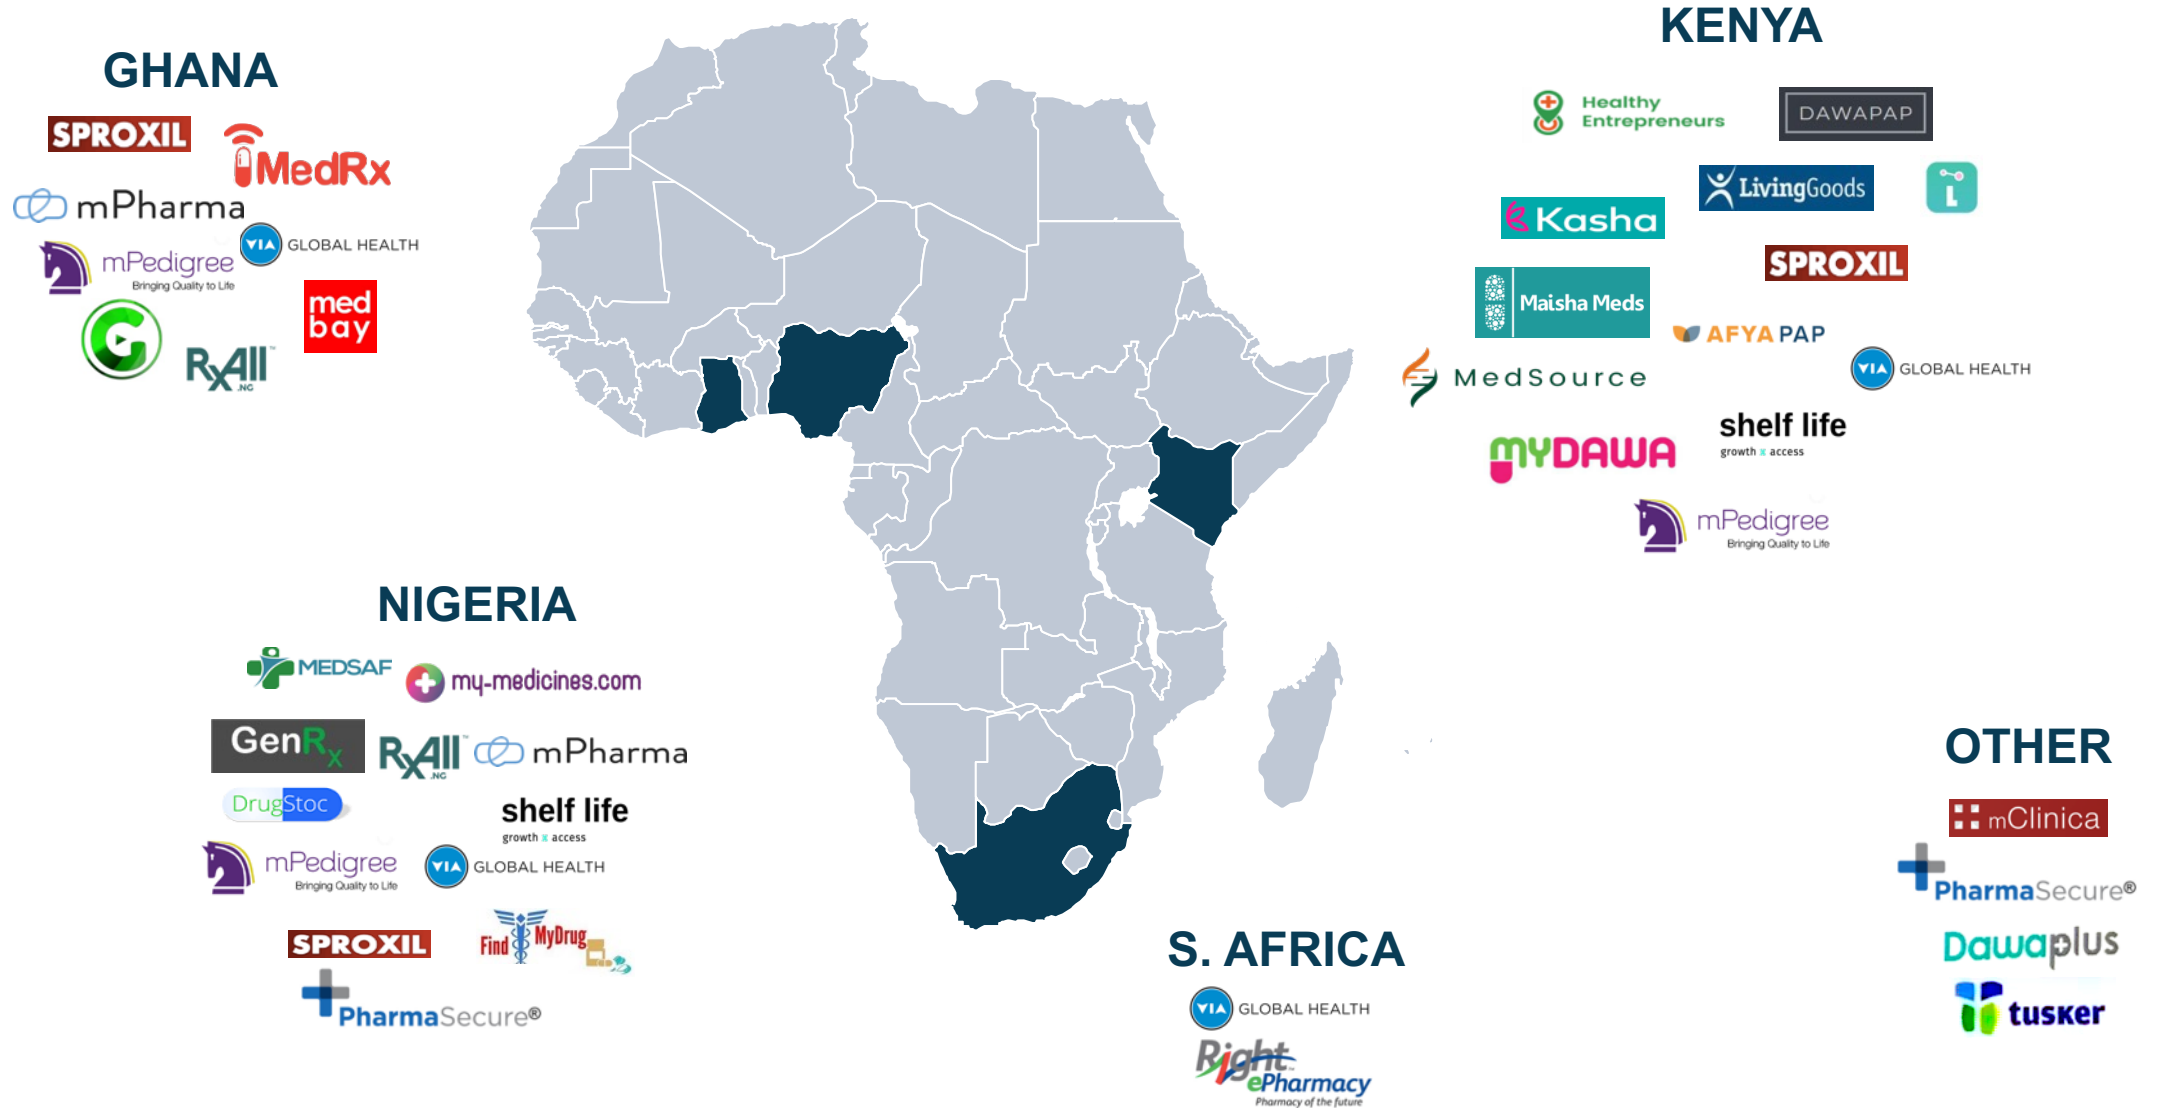 GHANA
SPROXIL
MedRx
mPharma
VIA GLOBAL HEALTH
mPedigree
Bringing Quality to Life
med
bay
G
RxAll™
.NG
KENYA
Healthy
Entrepreneurs
DAWAPAP
LivingGoods
L
Kasha
SPROXIL
Maisha Meds
AFYA PAP
VIA GLOBAL HEALTH
MedSource
shelf life
growth x access
MYDAWA
mPedigree
Bringing Quality to Life
NIGERIA
MEDSAF
my-medicines.com
GenRx
RxAll™
.NG
mPharma
DrugStoc
shelf life
growth x access
mPedigree
Bringing Quality to Life
VIA GLOBAL HEALTH
SPROXIL
Find MyDrug
PharmaSecure®
S. AFRICA
VIA GLOBAL HEALTH
Right
ePharmacy
Pharmacy of the future
OTHER
mClinica
PharmaSecure®
Dawaplus
tusker